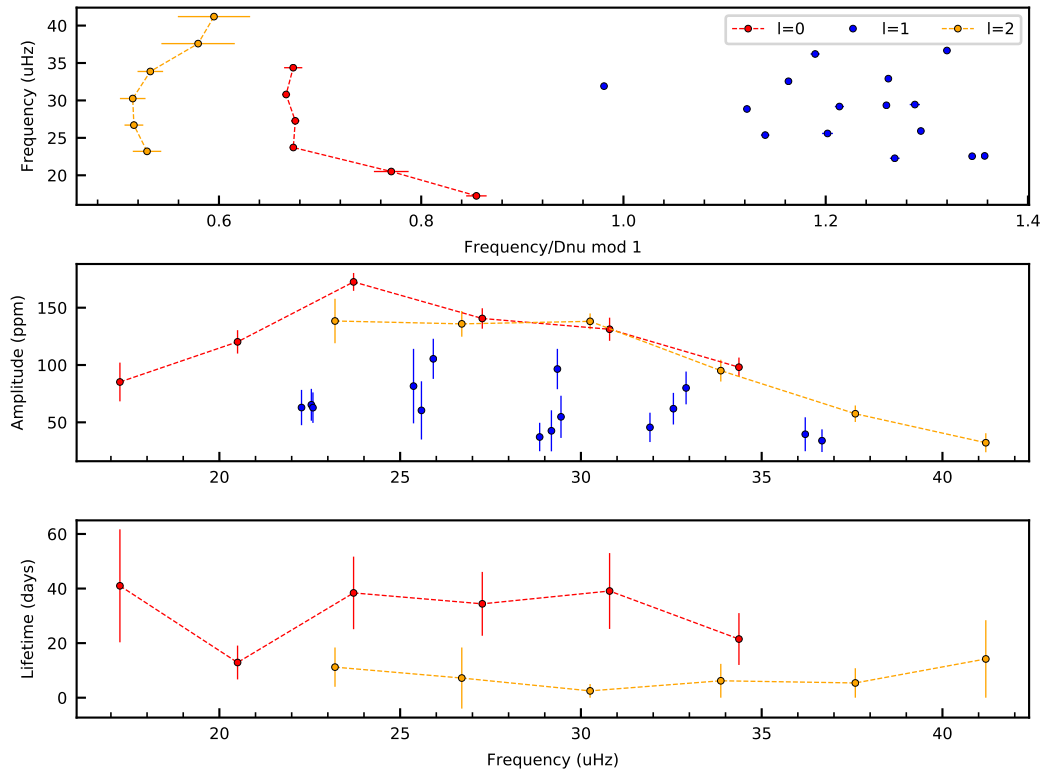 l=0 l=1 l=2
Frequency (uHz)
40
35
30
25
20
0.6 0.8 1.0 1.2 1.4
Frequency/Dnu mod 1
Amplitude (ppm)
150
100
50
20 25 30 35 40
Lifetime (days)
60
40
20
0
20 25 30 35 40
Frequency (uHz)